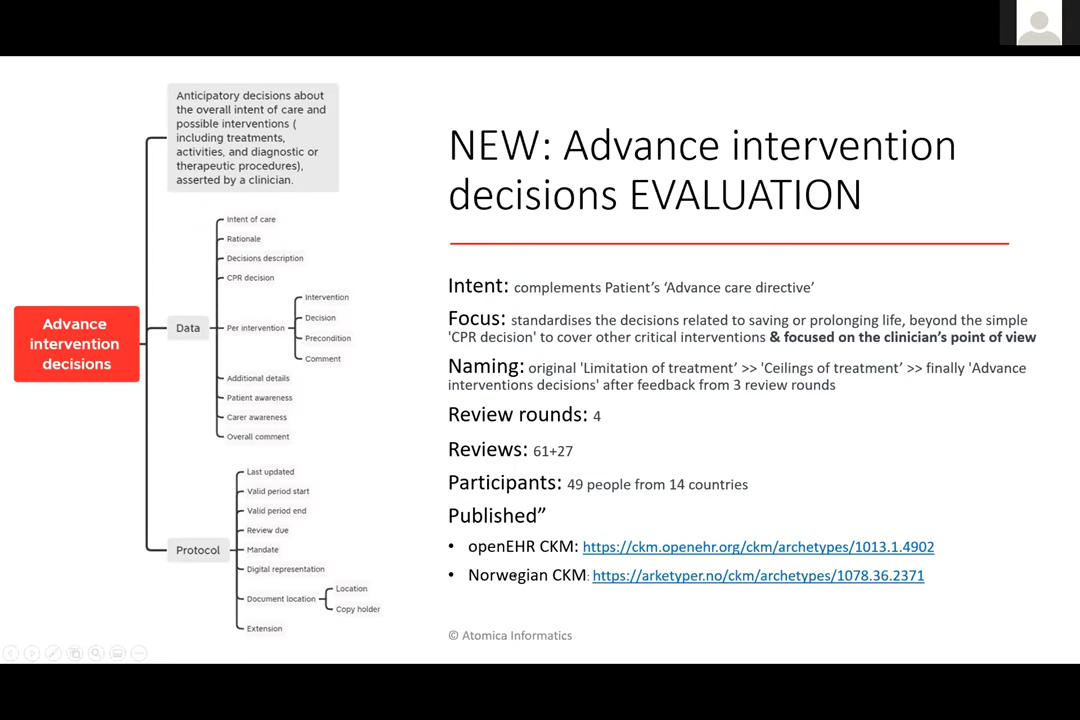 Anticipatory decisions about
the overall intent of care and
possible interventions (
including treatments,
activities, and diagnostic or
therapeutic procedures),
asserted by a clinician.
Advance
intervention
decisions
Data
Intent of care
Rationale
Decisions description
CPR decision
Per intervention
Intervention
Decision
Precondition
Comment
Additional details
Patient awareness
Carer awareness
Overall comment
Protocol
Last updated
Valid period start
Valid period end
Review due
Mandate
Digital representation
Document location
Location
Copy holder
Extension
NEW: Advance intervention
decisions EVALUATION
Intent: complements Patient’s ‘Advance care directive’
Focus: standardises the decisions related to saving or prolonging life, beyond the simple
'CPR decision' to cover other critical interventions & focused on the clinician’s point of view
Naming: original 'Limitation of treatment’ >> 'Ceilings of treatment’ >> finally 'Advance
interventions decisions' after feedback from 3 review rounds
Review rounds: 4
Reviews: 61+27
Participants: 49 people from 14 countries
Published”
• openEHR CKM: https://ckm.openehr.org/ckm/archetypes/1013.1.4902
• Norwegian CKM: https://arketyper.no/ckm/archetypes/1078.36.2371
© Atomica Informatics